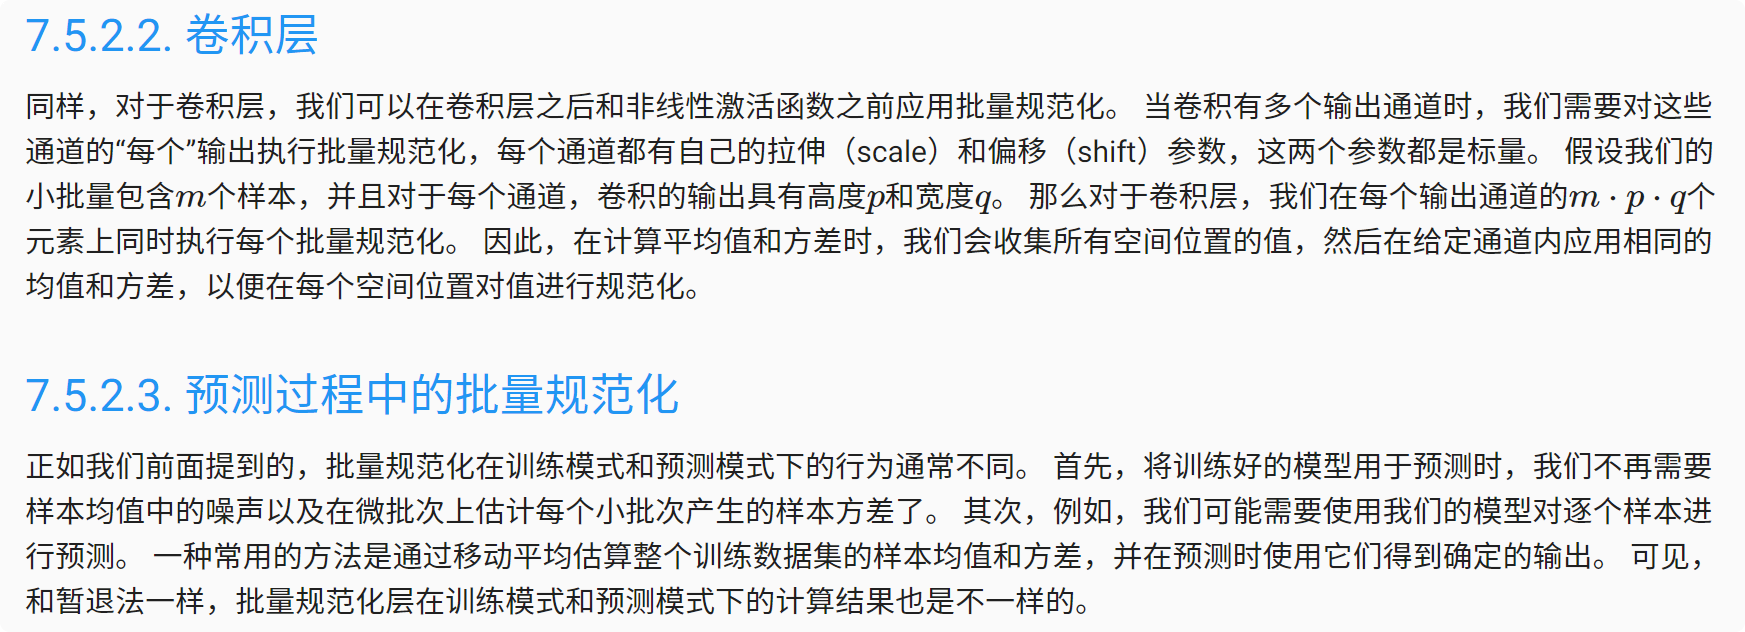 7.5.2.2. 卷积层
同样，对于卷积层，我们可以在卷积层之后和非线性激活函数之前应用批量规范化。 当卷积有多个输出通道时，我们需要对这些
通道的“每个”输出执行批量规范化，每个通道都有自己的拉伸（scale）和偏移（shift）参数，这两个参数都是标量。 假设我们的
小批量包含m个样本，并且对于每个通道，卷积的输出具有高度p和宽度q。 那么对于卷积层，我们在每个输出通道的m · p · q个
元素上同时执行每个批量规范化。 因此，在计算平均值和方差时，我们会收集所有空间位置的值，然后在给定通道内应用相同的
均值和方差，以便在每个空间位置对值进行规范化。
7.5.2.3. 预测过程中的批量规范化
正如我们前面提到的，批量规范化在训练模式和预测模式下的行为通常不同。 首先，将训练好的模型用于预测时，我们不再需要
样本均值中的噪声以及在微批次上估计每个小批次产生的样本方差了。 其次，例如，我们可能需要使用我们的模型对逐个样本进
行预测。 一种常用的方法是通过移动平均估算整个训练数据集的样本均值和方差，并在预测时使用它们得到确定的输出。 可见，
和暂退法一样，批量规范化层在训练模式和预测模式下的计算结果也是不一样的。